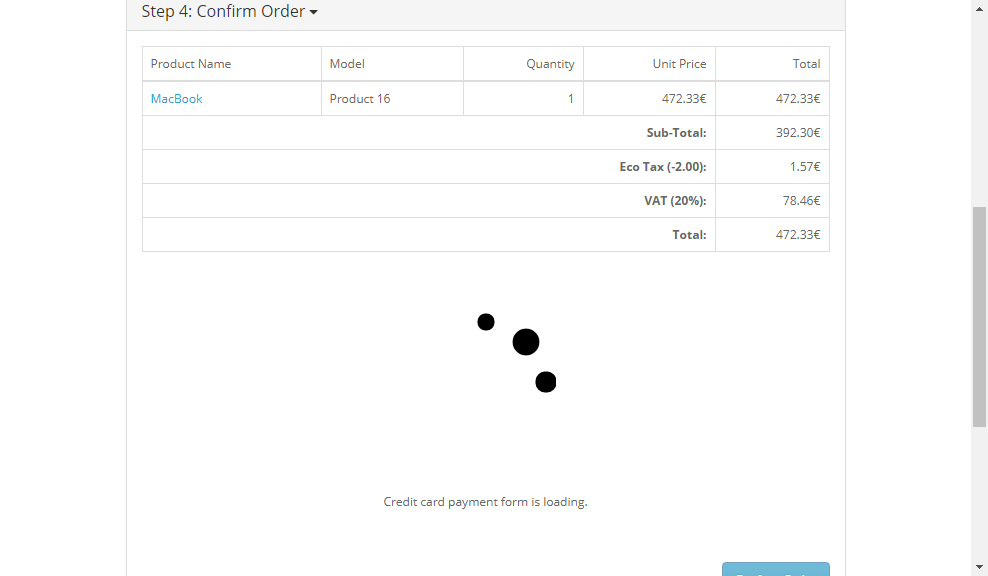 Step 4: Confirm Order
Product Name Model Quantity Unit Price Total
MacBook Product 16 1 472.33€ 472.33€
Sub-Total: 392.30€
Eco Tax (-2.00): 1.57€
VAT (20%): 78.46€
Total: 472.33€
Credit card payment form is loading.